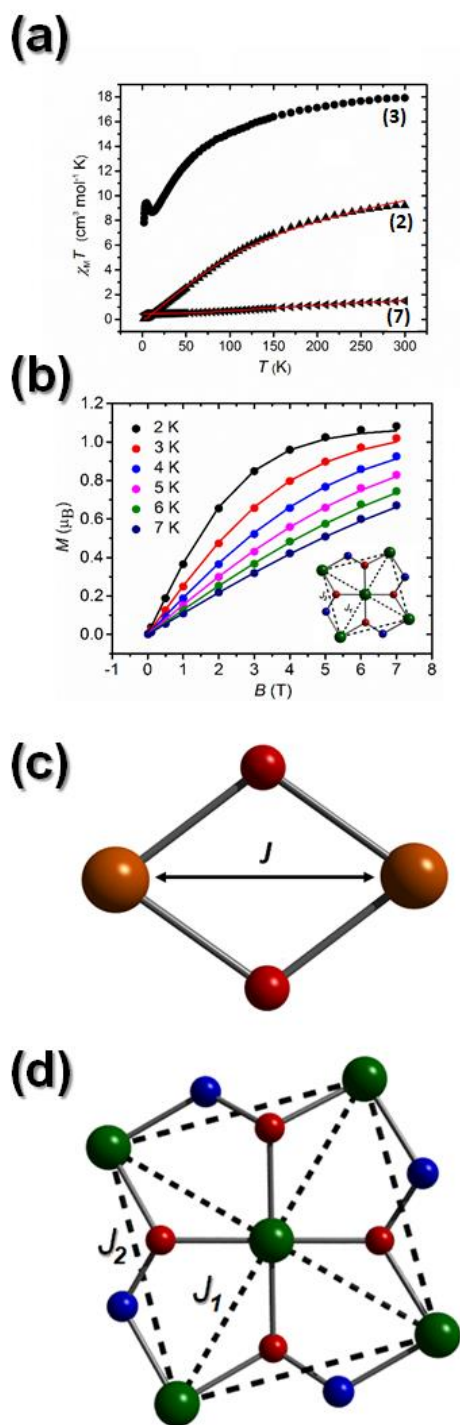 (a)
18
16
14
12
10
8
6
4
2
0
χMT (cm³ mol⁻¹ K)
(3)
(2)
(7)
0 50 100 150 200 250 300
T (K)
(b)
1.2
1.0
0.8
0.6
0.4
0.2
0.0
M (μB)
2 K
3 K
4 K
5 K
6 K
7 K
J2
J1
-1 0 1 2 3 4 5 6 7 8
B (T)
(c)
J
(d)
J2
J1